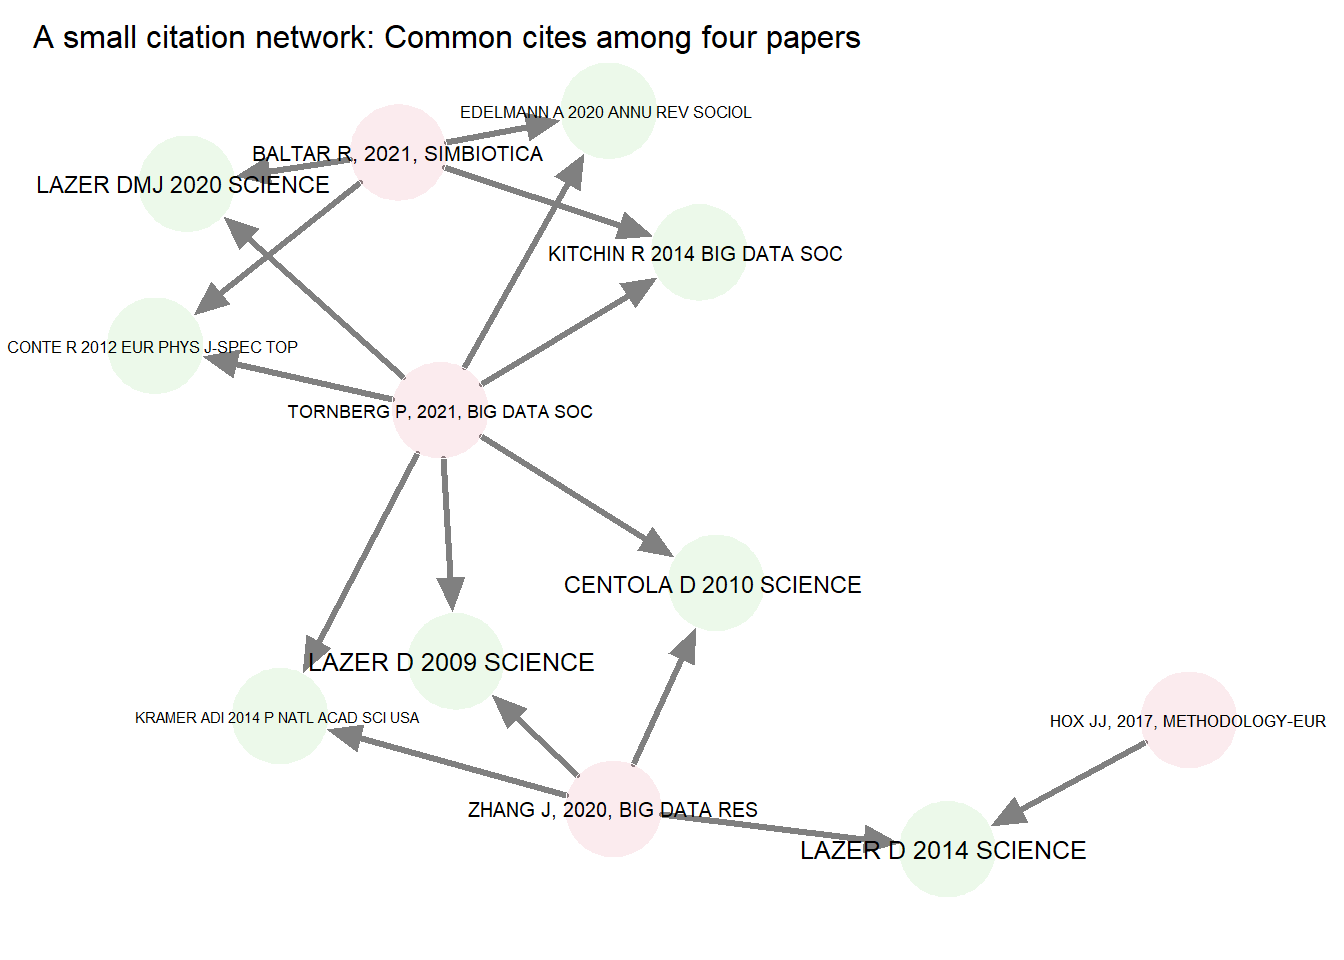 A small citation network: Common cites among four papers
EDELMANN A 2020 ANNU REV SOCIOL
BALTAR R, 2021, SIMBIOTICA
LAZER DMJ 2020 SCIENCE
KITCHIN R 2014 BIG DATA SOC
CONTE R 2012 EUR PHYS J-SPEC TOP
TORNBERG P, 2021, BIG DATA SOC
CENTOLA D 2010 SCIENCE
LAZER D 2009 SCIENCE
KRAMER ADI 2014 P NATL ACAD SCI USA
HOX JJ, 2017, METHODOLOGY-EUR
ZHANG J, 2020, BIG DATA RES
LAZER D 2014 SCIENCE